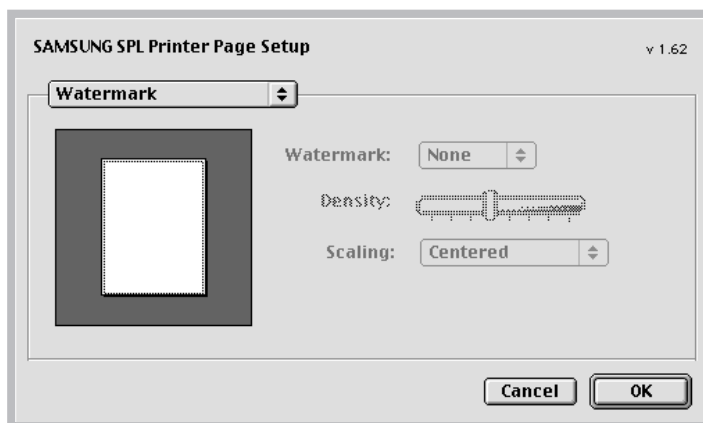 SAMSUNG SPL Printer Page Setup v 1.62
Watermark
Watermark: None
Density:
Scaling: Centered
Cancel OK